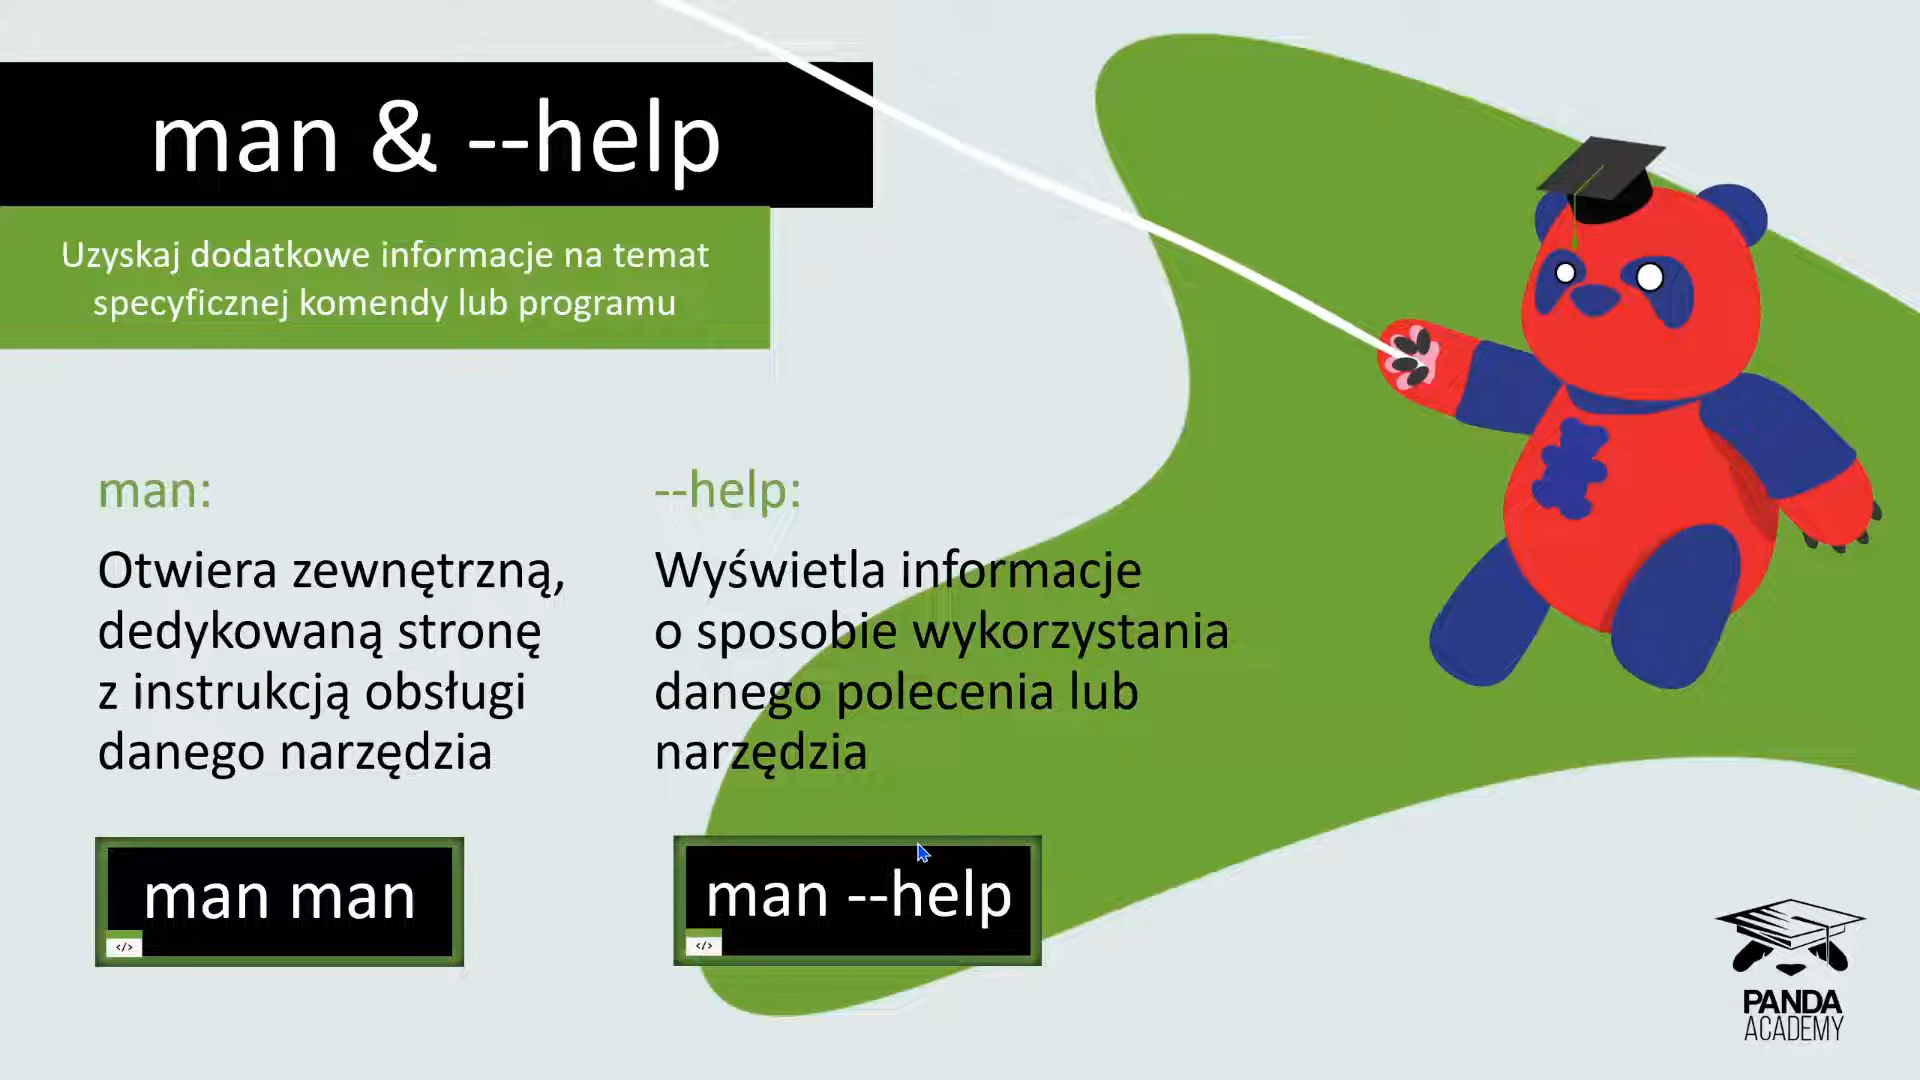 man & --help
Uzyskaj dodatkowe informacje na temat
specyficznej komendy lub programu
man:
Otwiera zewnętrzną,
dedykowaną stronę
z instrukcją obsługi
danego narzędzia
man man
</>
--help:
Wyświetla informacje
o sposobie wykorzystania
danego polecenia lub
narzędzia
man --help
</>
PANDA
ACADEMY